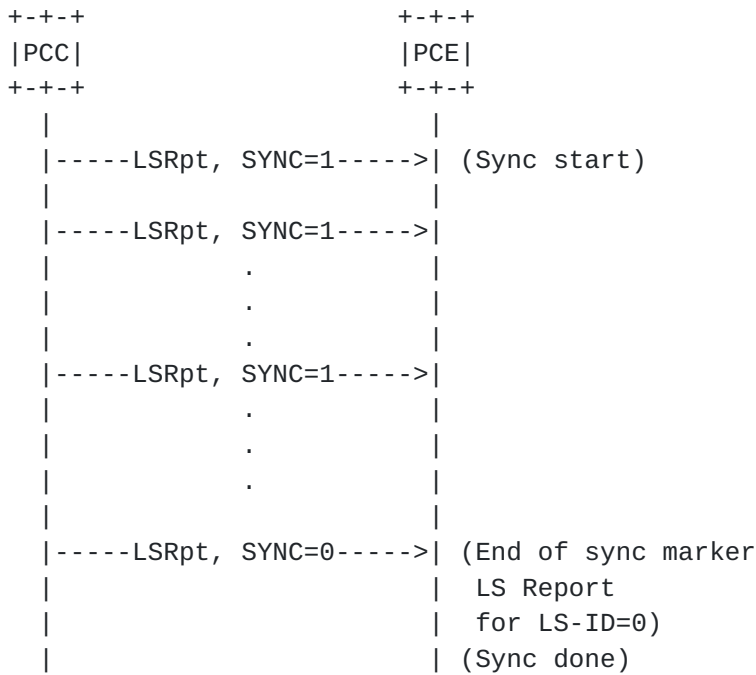 +-+-+                    +-+-+
|PCC|                    |PCE|
+-+-+                    +-+-+
  |                        |
  |-----LSRpt, SYNC=1----->| (Sync start)
  |                        |
  |-----LSRpt, SYNC=1----->|
  |            .           |
  |            .           |
  |            .           |
  |-----LSRpt, SYNC=1----->|
  |            .           |
  |            .           |
  |            .           |
  |                        |
  |-----LSRpt, SYNC=0----->| (End of sync marker
  |                        |  LS Report
  |                        |  for LS-ID=0)
  |                        | (Sync done)